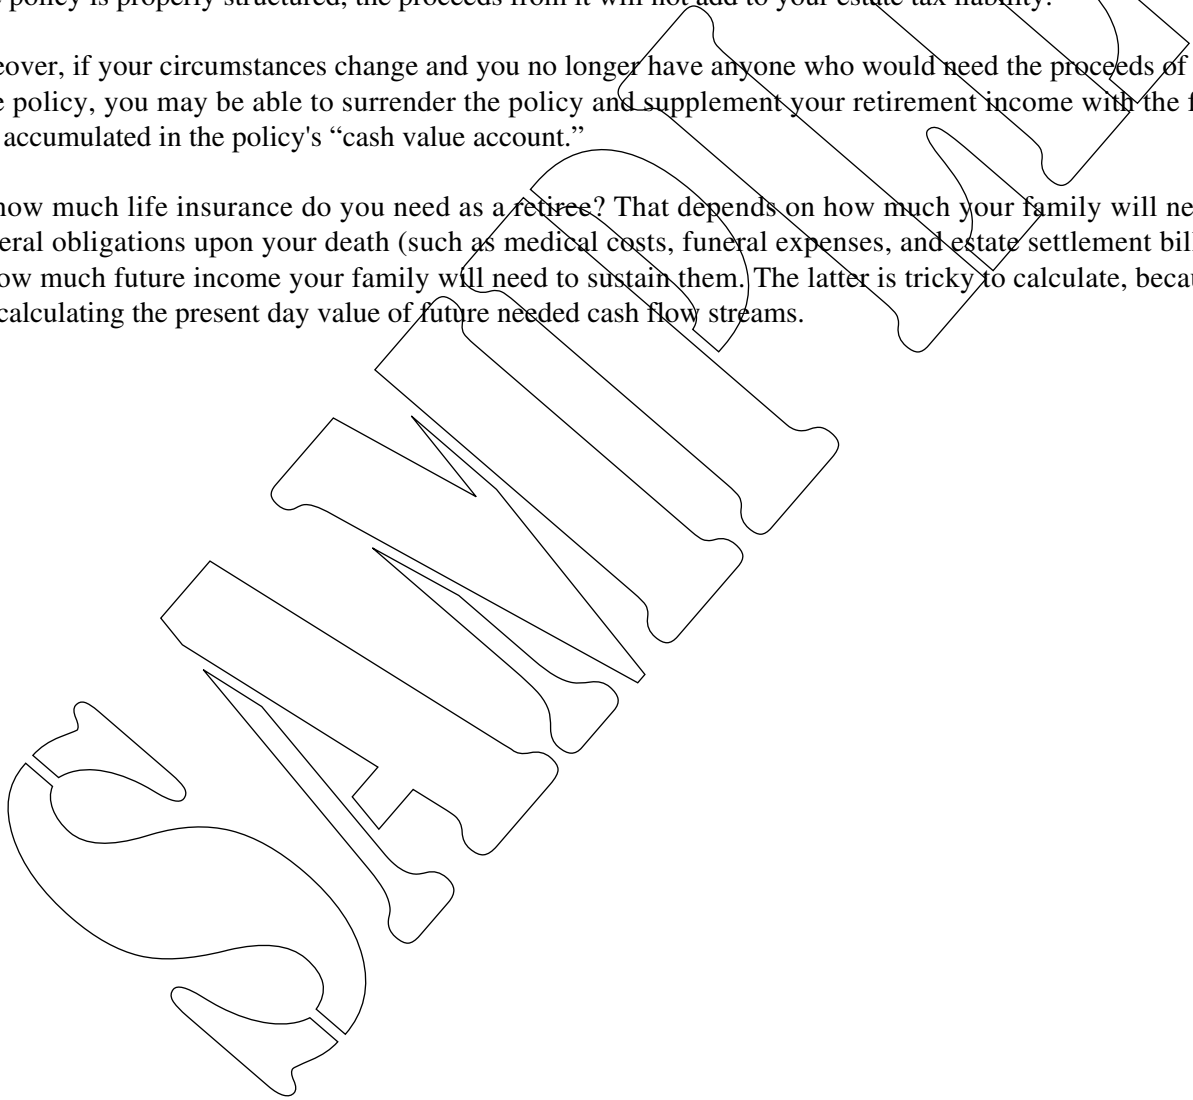 policy is properly structured, the proceeds from it will not add to your estate tax liability.
eover, if your circumstances change and you no longer have anyone who would need the proceeds of
policy, you may be able to surrender the policy and supplement your retirement income with the
accumulated in the policy's “cash value account.”
how much life insurance do you need as a retiree? That depends on how much your family will ne
eral obligations upon your death (such as medical costs, funeral expenses, and estate settlement bil
ow much future income your family will need to sustain them. The latter is tricky to calculate, becau
calculating the present day value of future needed cash flow streams.
SAMPLE